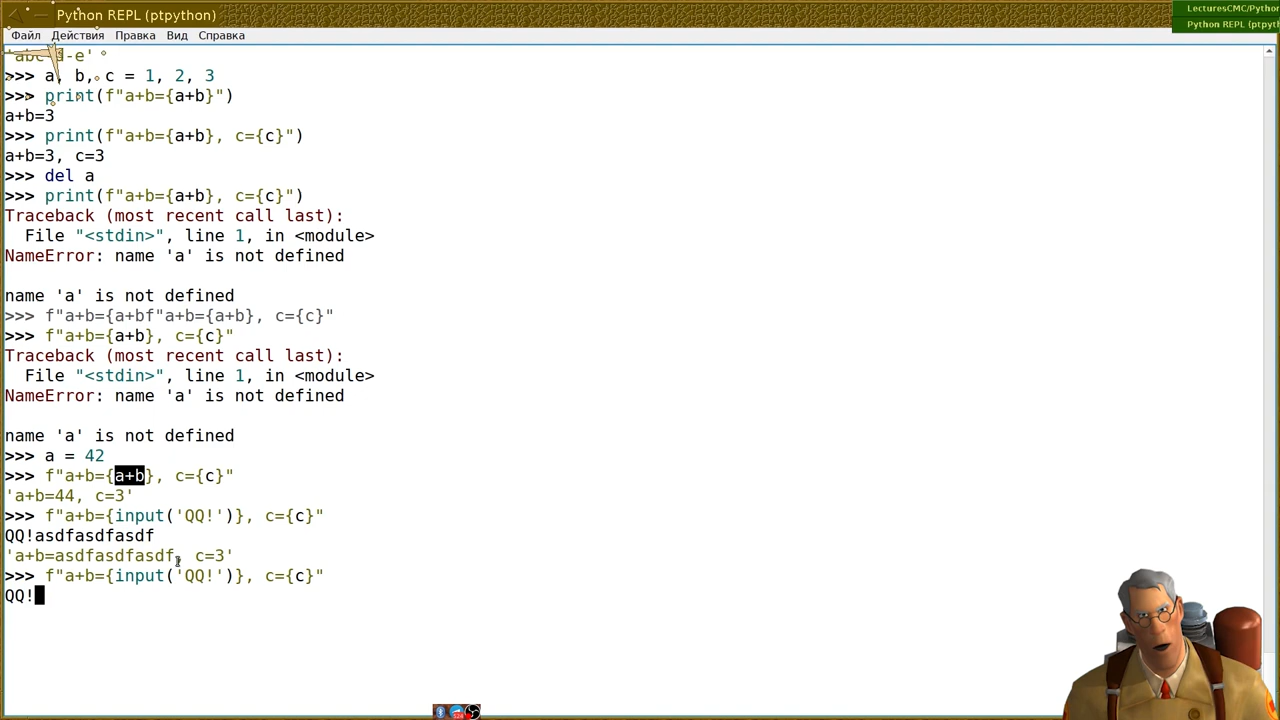 Python REPL (ptpython)
LecturesCMC/Python
Python REPL (ptpyth
Файл Действия Правка Вид Справка
>>> a, b, c = 1, 2, 3
>>> print(f"a+b={a+b}")
a+b=3
>>> print(f"a+b={a+b}, c={c}")
a+b=3, c=3
>>> del a
>>> print(f"a+b={a+b}, c={c}")
Traceback (most recent call last):
File "<stdin>", line 1, in <module>
NameError: name 'a' is not defined
name 'a' is not defined
>>> f"a+b={a+bf"a+b={a+b}, c={c}"
>>> f"a+b={a+b}, c={c}"
Traceback (most recent call last):
File "<stdin>", line 1, in <module>
NameError: name 'a' is not defined
name 'a' is not defined
>>> a = 42
>>> f"a+b={a+b}, c={c}"
'a+b=44, c=3'
>>> f"a+b={input('QQ!')}, c={c}"
QQ!asdfasdfasdf
'a+b=asdfasdfasdf, c=3'
>>> f"a+b={input('QQ!')}, c={c}"
QQ!